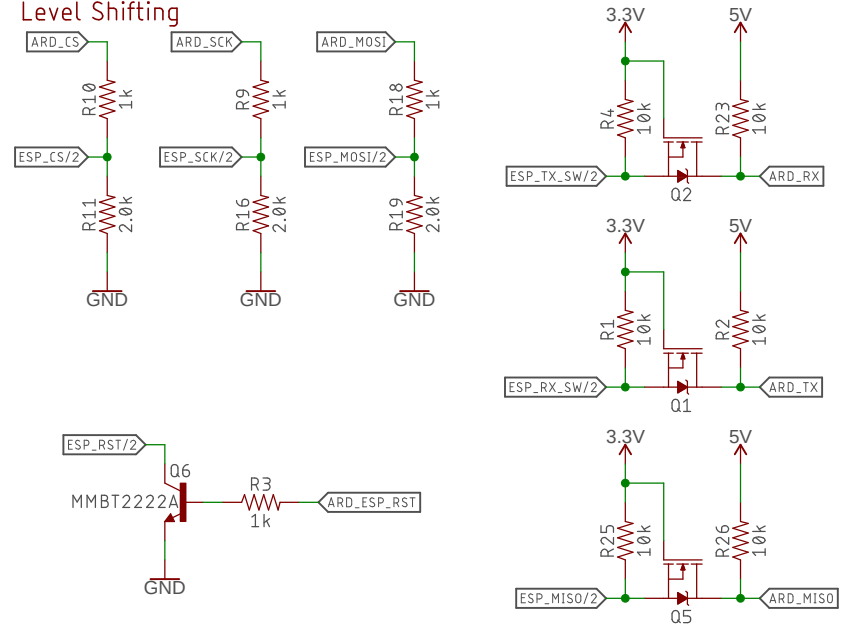 Level Shifting
ARD_CS
ARD_SCK
ARD_MOSI
R10
1k
R9
1k
R18
1k
ESP_CS/2
ESP_SCK/2
ESP_MOSI/2
R11
2.0k
R16
2.0k
R19
2.0k
GND
GND
GND
3.3V
5V
R4
10k
R23
10k
ESP_TX_SW/2
ARD_RX
Q2
3.3V
5V
R1
10k
R2
10k
ESP_RX_SW/2
ARD_TX
Q1
ESP_RST/2
Q6
MMBT2222A
R3
1k
ARD_ESP_RST
GND
3.3V
5V
R25
10k
R26
10k
ESP_MISO/2
ARD_MISO
Q5